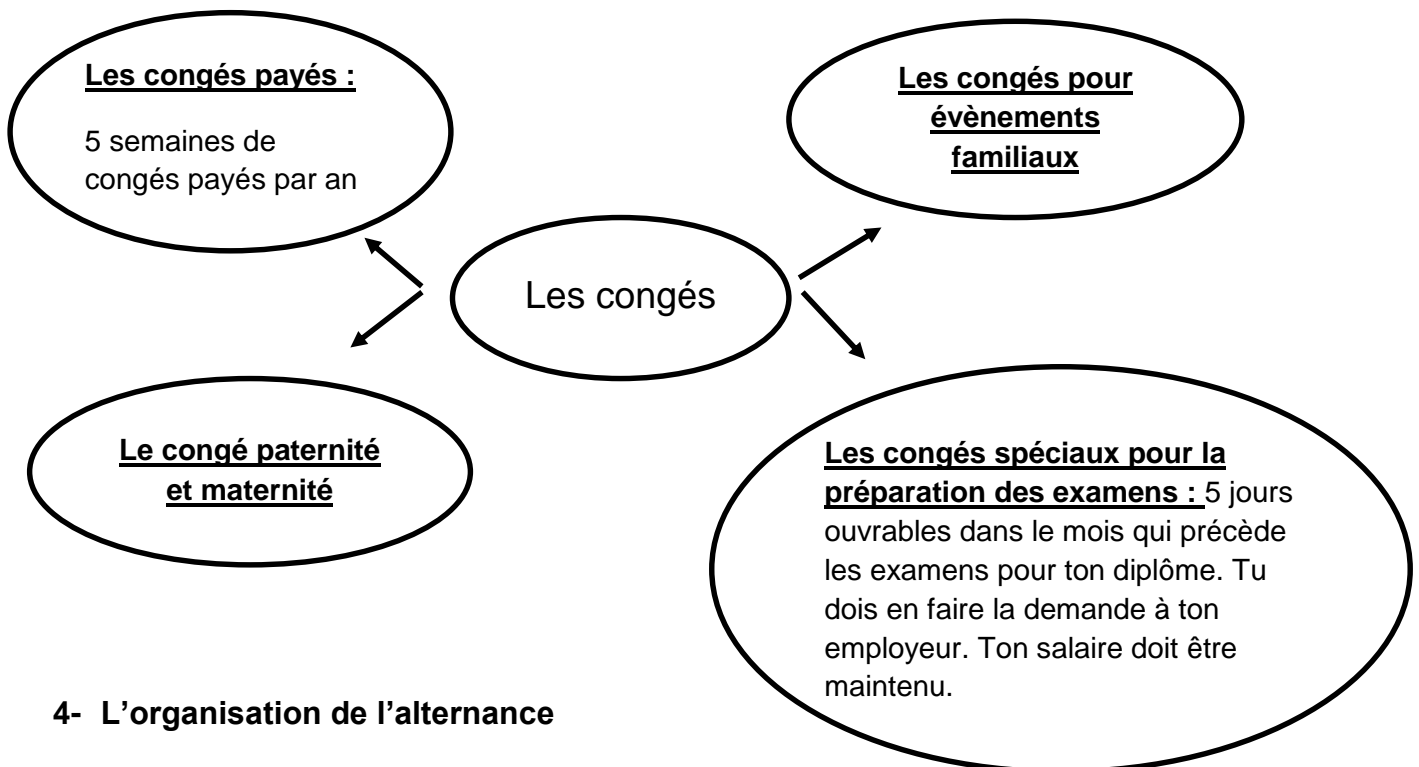 Les congés payés :
5 semaines de
congés payés par an
Les congés pour
évènements
familiaux
Les congés
Le congé paternité
et maternité
Les congés spéciaux pour la
préparation des examens : 5 jours
ouvrables dans le mois qui précède
les examens pour ton diplôme. Tu
dois en faire la demande à ton
employeur. Ton salaire doit être
maintenu.
4- L’organisation de l’alternance